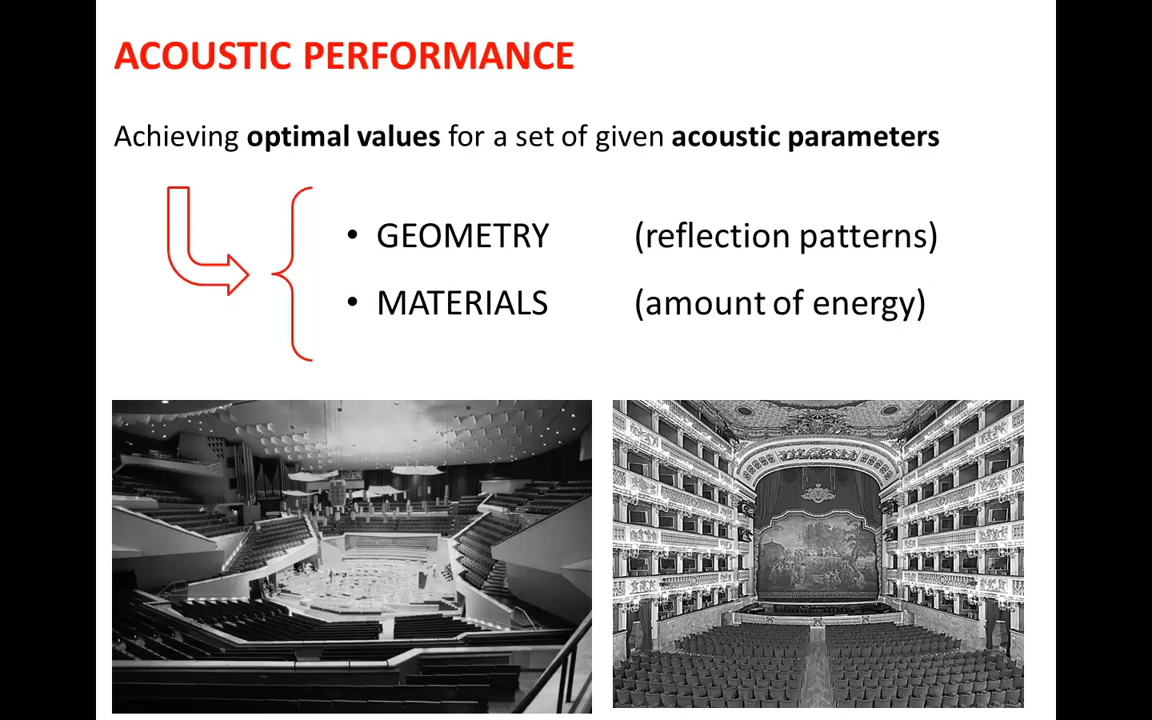 ACOUSTIC PERFORMANCE
Achieving optimal values for a set of given acoustic parameters
• GEOMETRY (reflection patterns)
• MATERIALS (amount of energy)